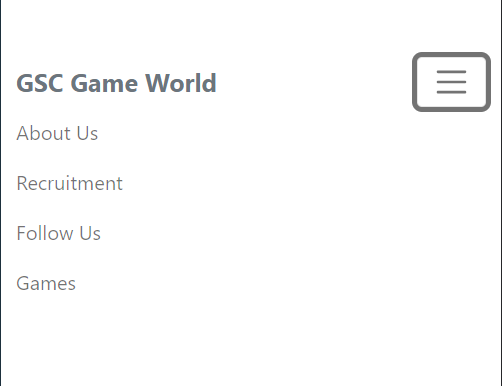 GSC Game World
About Us
Recruitment
Follow Us
Games